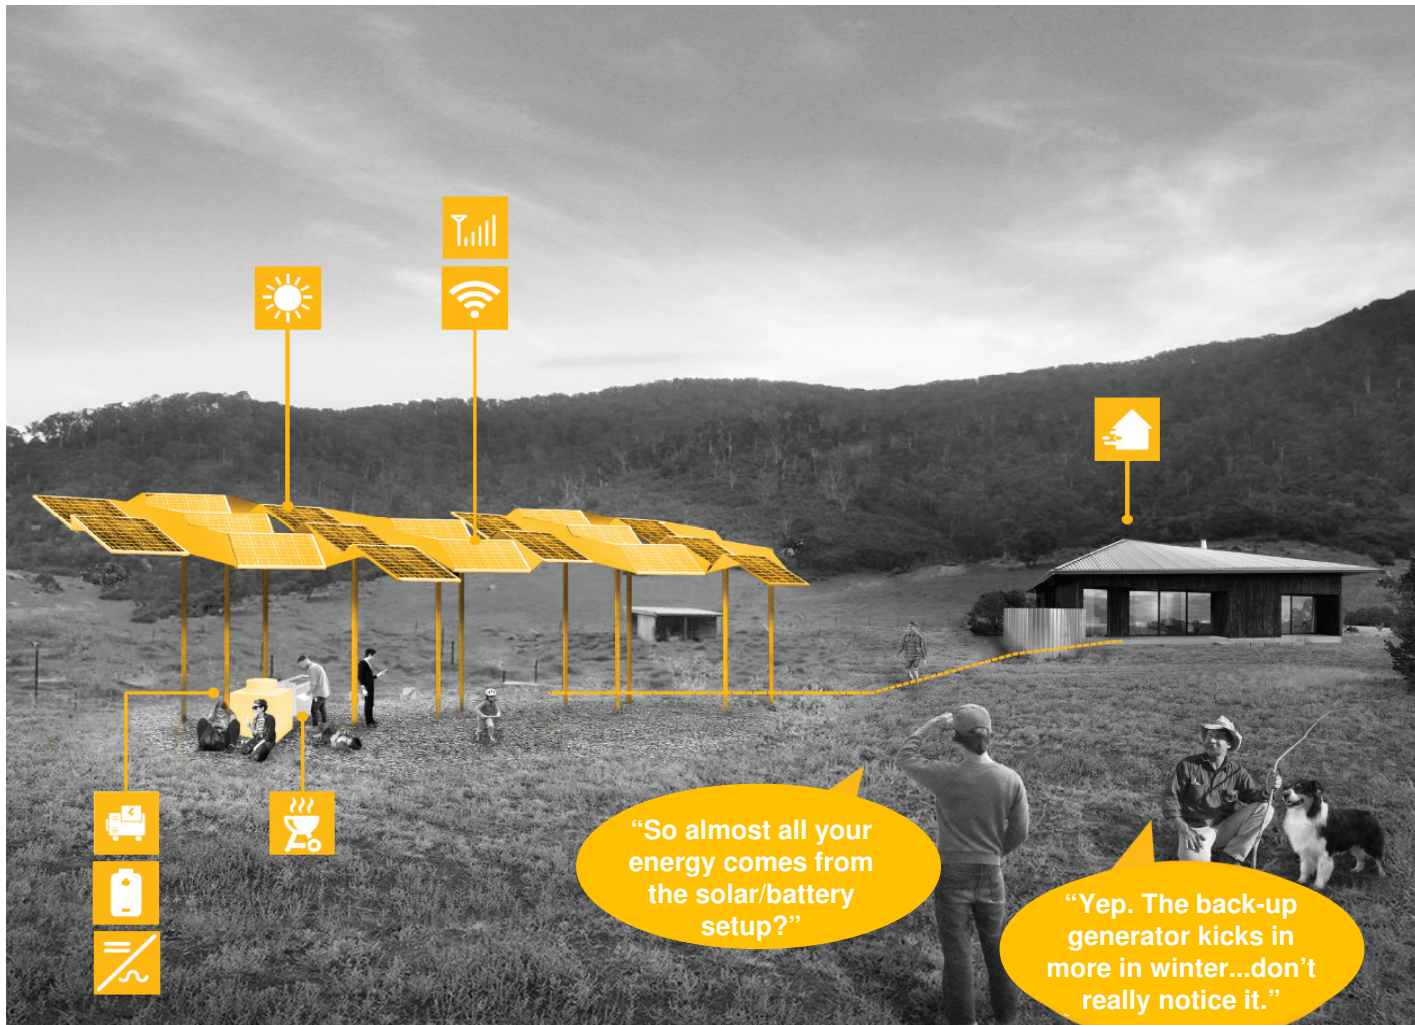 “So almost all your
energy comes from
the solar/battery
setup?”
“Yep. The back-up
generator kicks in
more in winter...don’t
really notice it.”